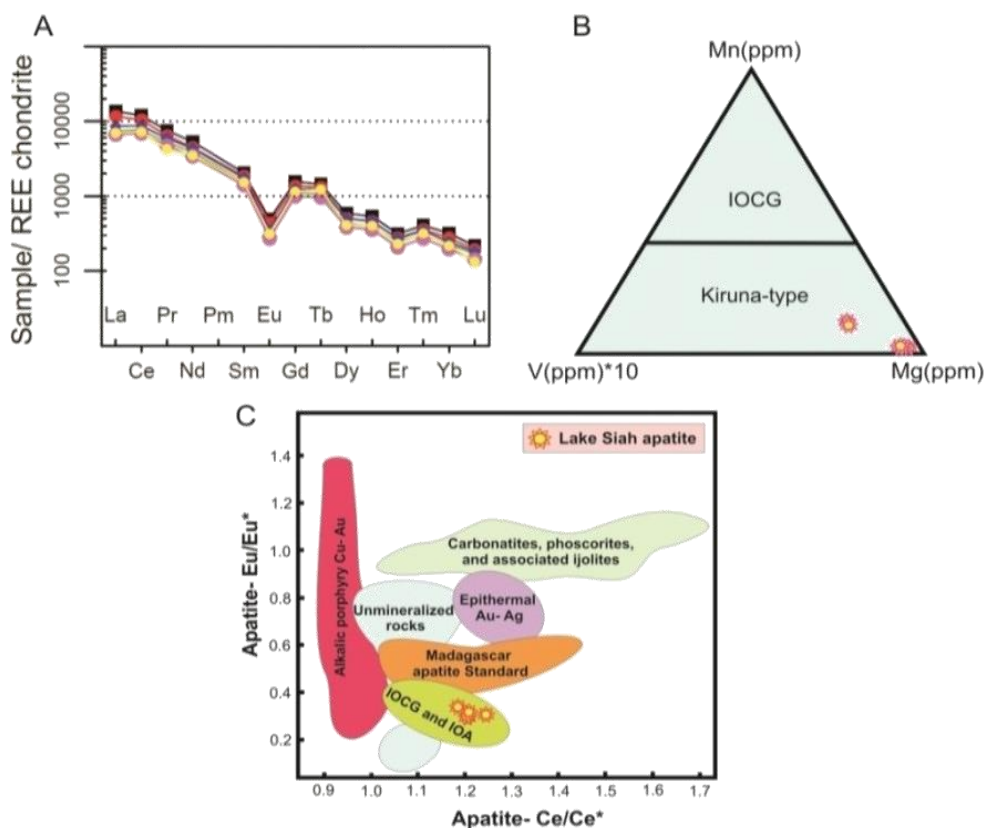 A
Sample/ REE chondrite
10000
1000
100
La Pr Pm Eu Tb Ho Tm Lu
Ce Nd Sm Gd Dy Er Yb
B
Mn(ppm)
IOCG
Kiruna-type
V(ppm)*10
Mg(ppm)
C
Lake Siah apatite
Apatite- Eu/Eu*
1.4
1.2
1.0
0.8
0.6
0.4
0.2
Alkalic porphyry Cu- Au
Carbonatites, phoscorites,
and associated ijolites
Unmineralized
rocks
Epithermal
Au- Ag
Madagascar
apatite Standard
IOCG and IOA
0.9 1.0 1.1 1.2 1.3 1.4 1.5 1.6 1.7
Apatite- Ce/Ce*